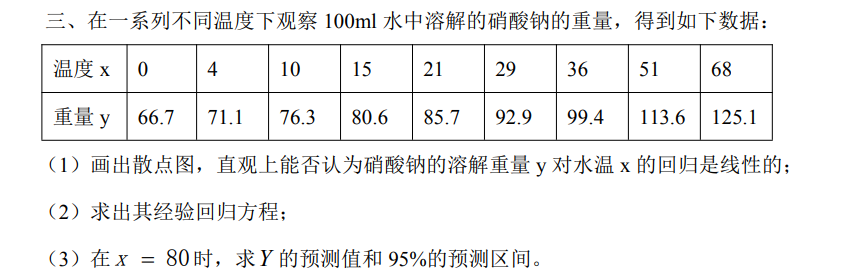 三、在一系列不同温度下观察 100ml 水中溶解的硝酸钠的重量，得到如下数据：
温度 x 0 4 10 15 21 29 36 51 68
重量 y 66.7 71.1 76.3 80.6 85.7 92.9 99.4 113.6 125.1
（1）画出散点图，直观上能否认为硝酸钠的溶解重量 y 对水温 x 的回归是线性的；
（2）求出其经验回归方程；
（3）在 x = 80 时，求 Y 的预测值和 95%的预测区间。